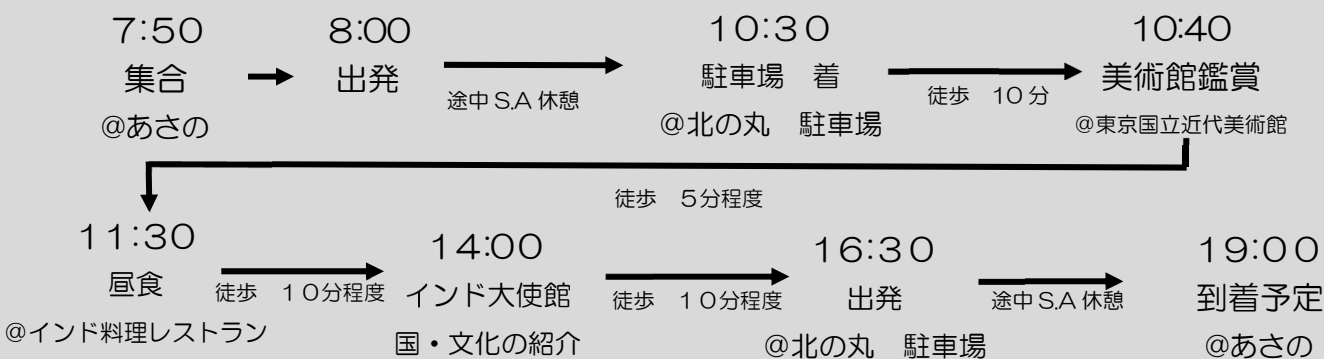 7:50
集合
@あさの
8:00
出発
途中 S.A 休憩
10:30
駐車場 着
@北の丸 駐車場
徒歩 10分
10:40
美術館鑑賞
@東京国立近代美術館
徒歩 5分程度
11:30
昼食
@インド料理レストラン
徒歩 10分程度
14:00
インド大使館
国・文化の紹介
徒歩 10分程度
16:30
出発
@北の丸 駐車場
途中 S.A 休憩
19:00
到着予定
@あさの